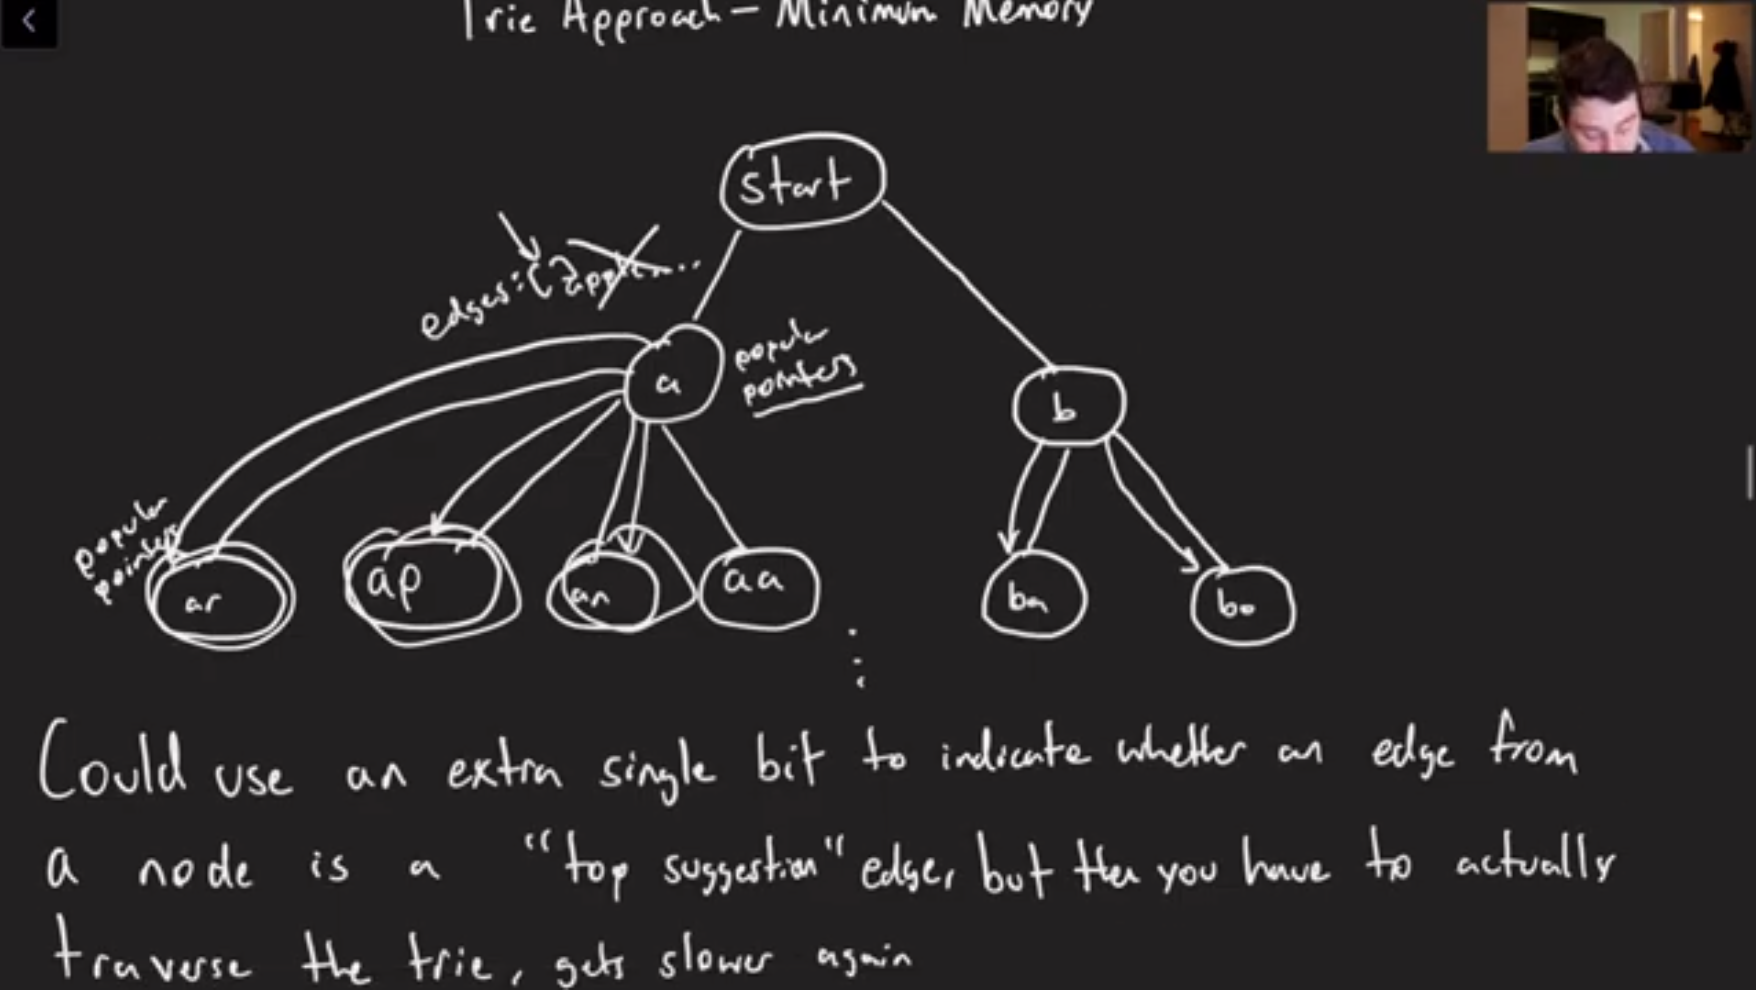 Trie Approach - Minimum Memory
start
edges: {
a
popular
pointers
b
popular
pointers
ar
ap
an
aa
ba
bo
Could use an extra single bit to indicate whether an edge from
a node is a "top suggestion" edge, but then you have to actually
traverse the trie, gets slower again